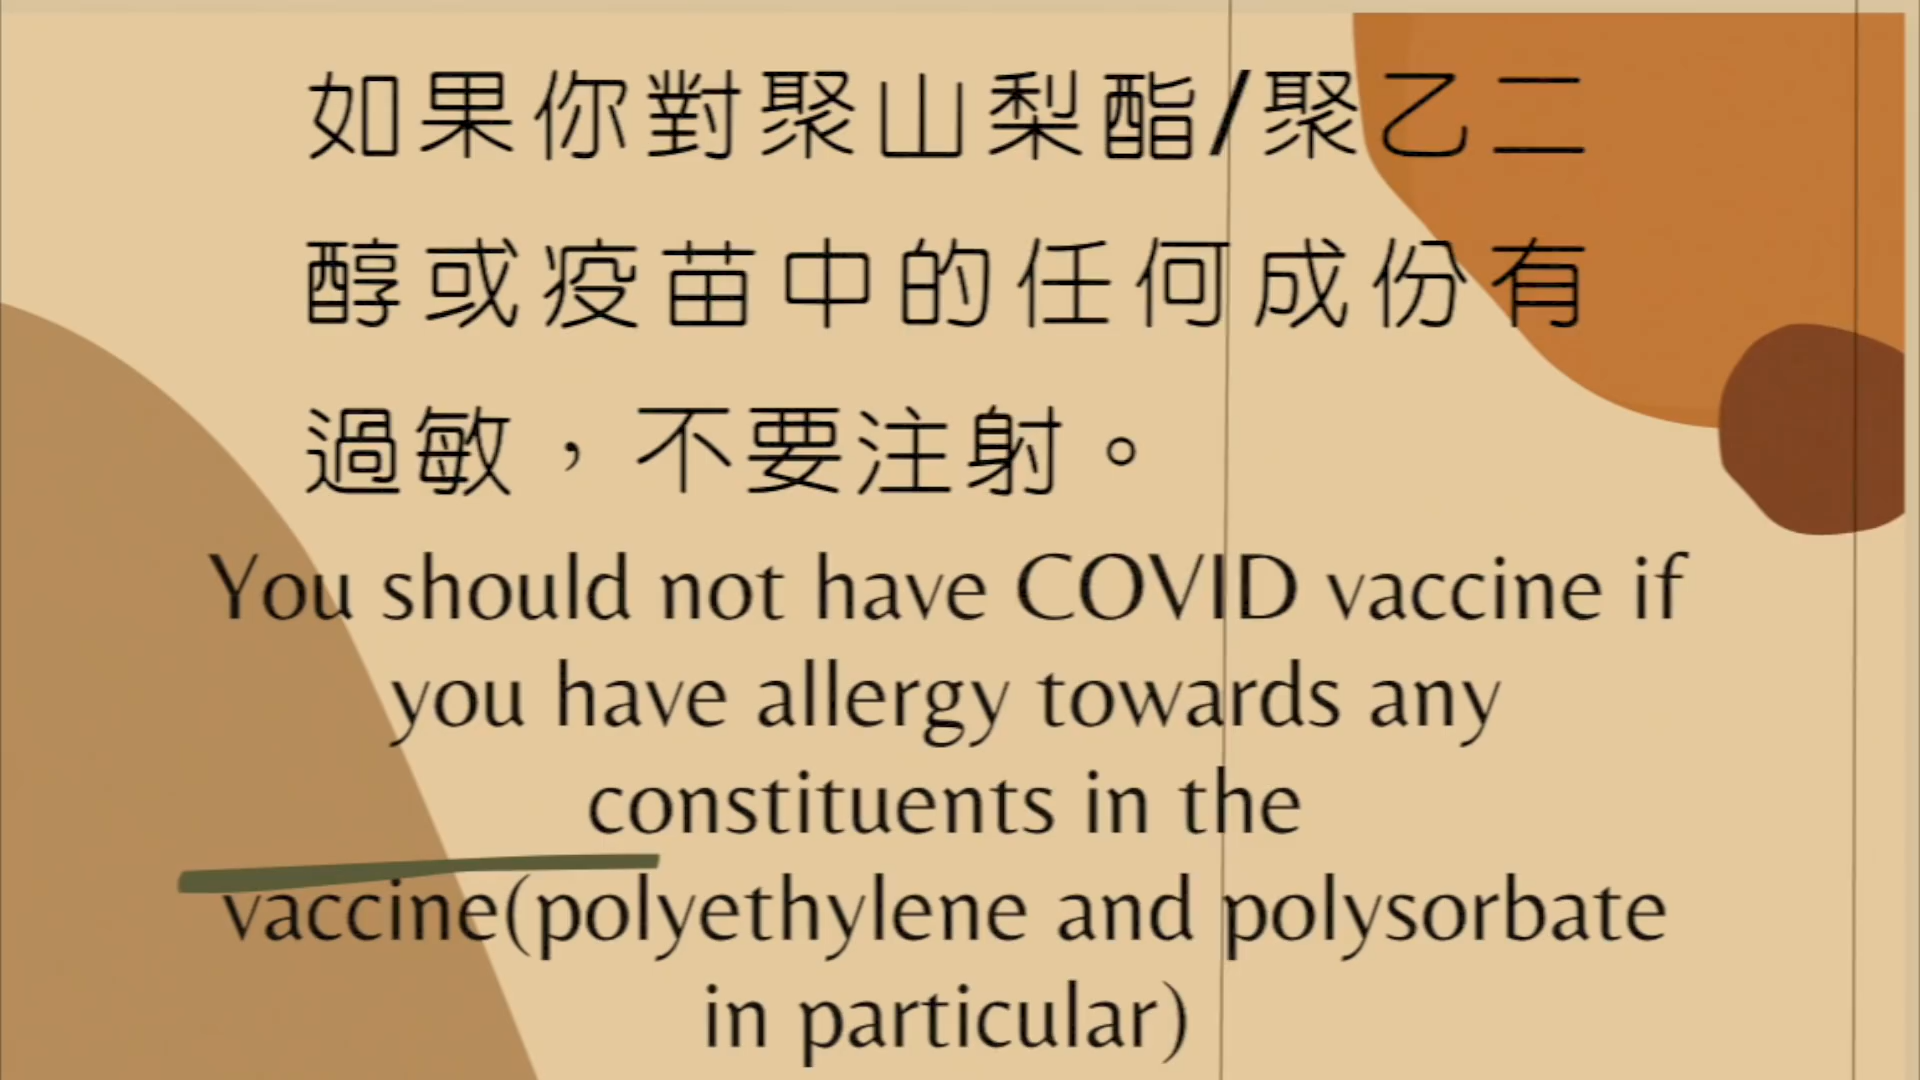 如果你對聚山梨酯/聚乙二
醇或疫苗中的任何成份有
過敏，不要注射。
You should not have COVID vaccine if
you have allergy towards any
constituents in the
vaccine(polyethylene and polysorbate
in particular)